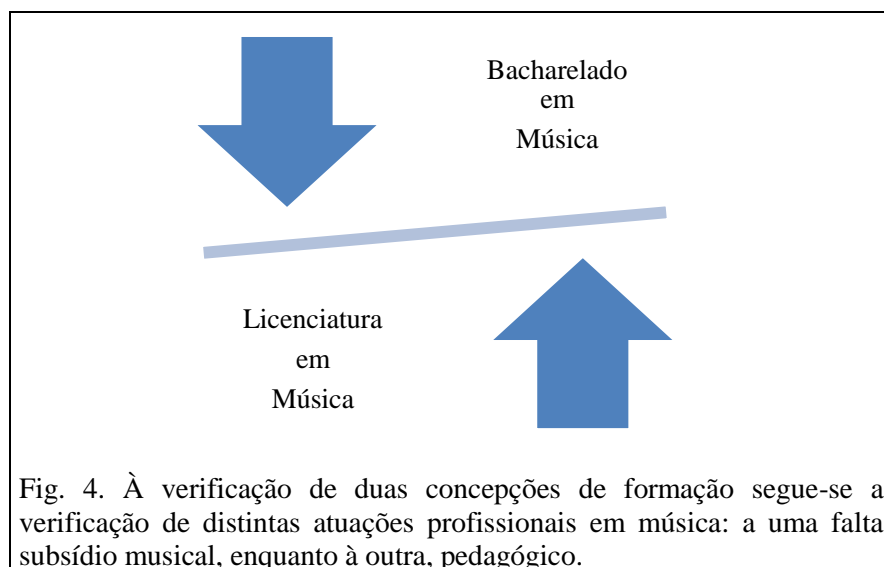 Bacharelado
em
Música
Licenciatura
em
Música
Fig. 4. À verificação de duas concepções de formação segue-se a
verificação de distintas atuações profissionais em música: a uma falta
subsídio musical, enquanto à outra, pedagógico.